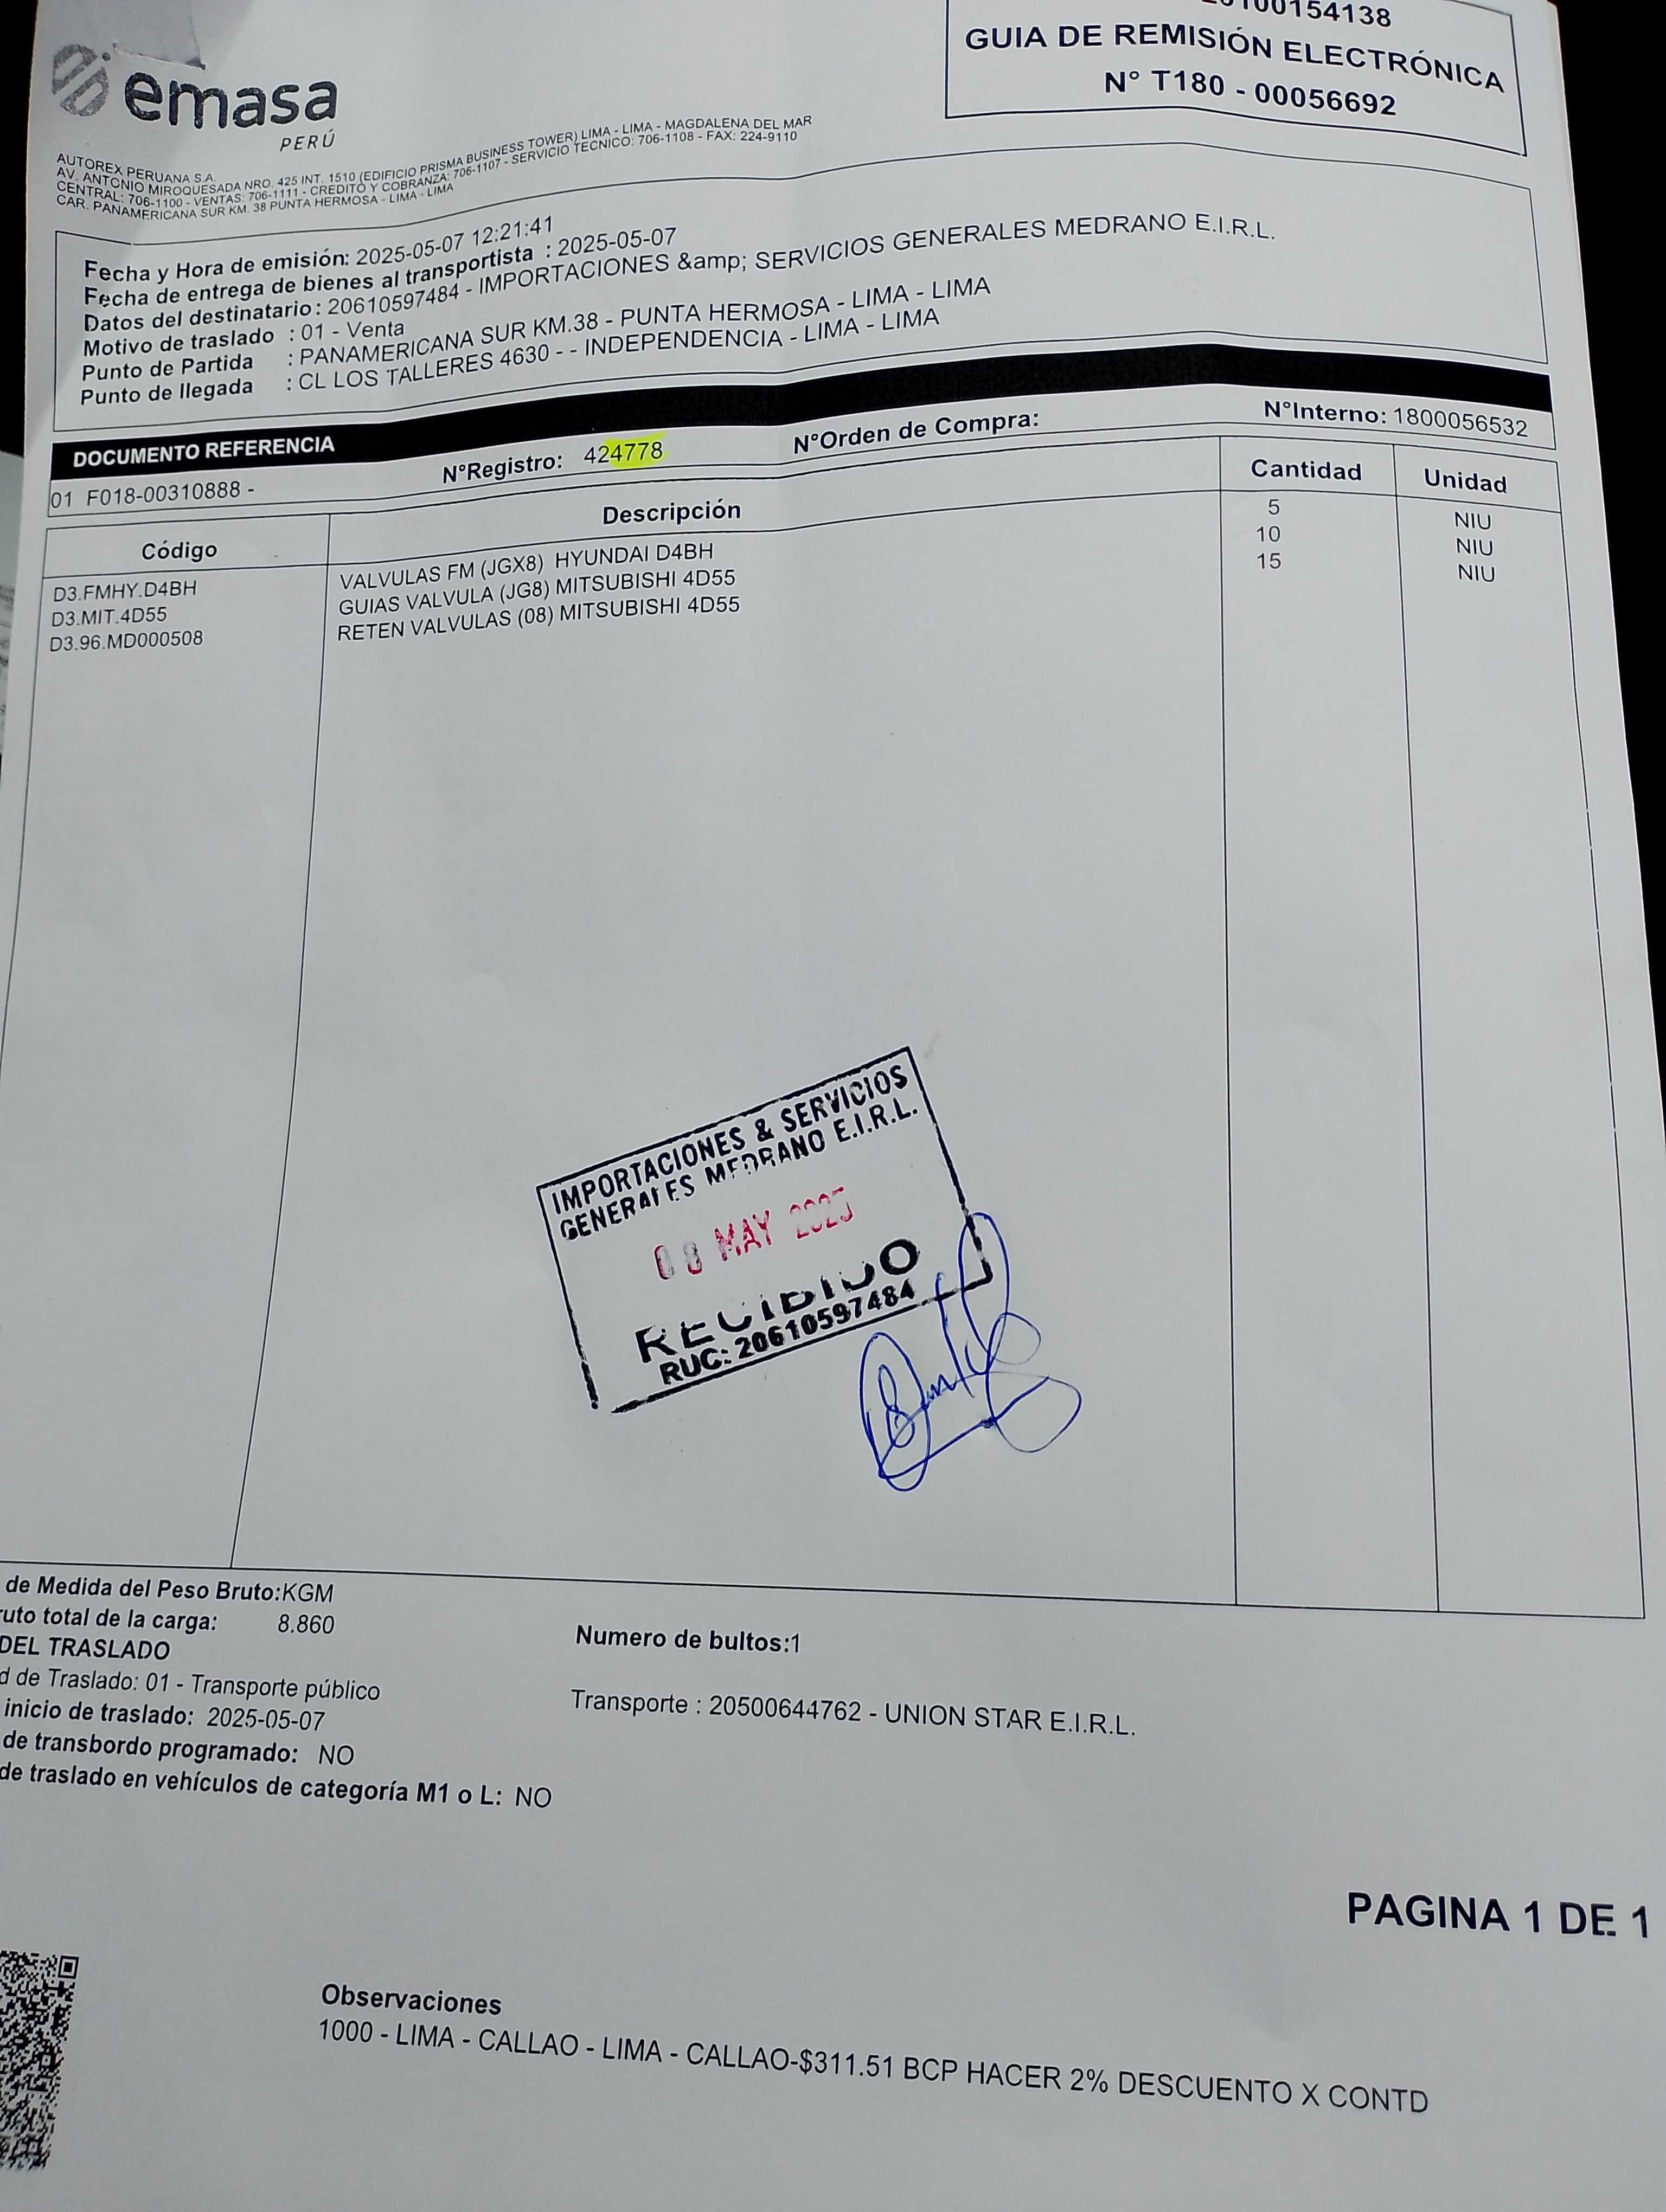 00154138
GUIA DE REMISIÓN ELECTRÓNICA
N° T180 - 00056692
emasa
PERÚ
AUTOREX PERUANA S.A.
AV. ANTONIO MIROQUESADA NRO. 425 INT. 1510 (EDIFICIO PRISMA BUSINESS TOWER) LIMA - LIMA - MAGDALENA DEL MAR
CENTRAL: 706-1100 - VENTAS: 706-1111 - CREDITO Y COBRANZA: 706-1107 - SERVICIO TECNICO: 706-1108 - FAX: 224-9110
CAR. PANAMERICANA SUR KM. 38 PUNTA HERMOSA - LIMA - LIMA
Fecha y Hora de emisión: 2025-05-07 12:21:41
Fecha de entrega de bienes al transportista : 2025-05-07
Datos del destinatario : 20610597484 - IMPORTACIONES &amp; SERVICIOS GENERALES MEDRANO E.I.R.L.
Motivo de traslado : 01 - Venta
Punto de Partida : PANAMERICANA SUR KM.38 - PUNTA HERMOSA - LIMA - LIMA
Punto de llegada : CL LOS TALLERES 4630 - - INDEPENDENCIA - LIMA - LIMA
DOCUMENTO REFERENCIA
01 F018-00310888 - N°Registro: 424778 N°Orden de Compra: N°Interno: 1800056532
Código Descripción Cantidad Unidad
D3.FMHY.D4BH VALVULAS FM (JGX8) HYUNDAI D4BH 5 NIU
D3.MIT.4D55 GUIAS VALVULA (JG8) MITSUBISHI 4D55 10 NIU
D3.96.MD000508 RETEN VALVULAS (08) MITSUBISHI 4D55 15 NIU
IMPORTACIONES & SERVICIOS
GENERALES MEDRANO E.I.R.L.
08 MAY 2025
RECIBIDO
RUC: 20610597484
de Medida del Peso Bruto:KGM
ruto total de la carga: 8.860
Numero de bultos:1
DEL TRASLADO
d de Traslado: 01 - Transporte público
Transporte : 20500644762 - UNION STAR E.I.R.L.
inicio de traslado: 2025-05-07
de transbordo programado: NO
de traslado en vehículos de categoría M1 o L: NO
PAGINA 1 DE 1
Observaciones
1000 - LIMA - CALLAO - LIMA - CALLAO-$311.51 BCP HACER 2% DESCUENTO X CONTD